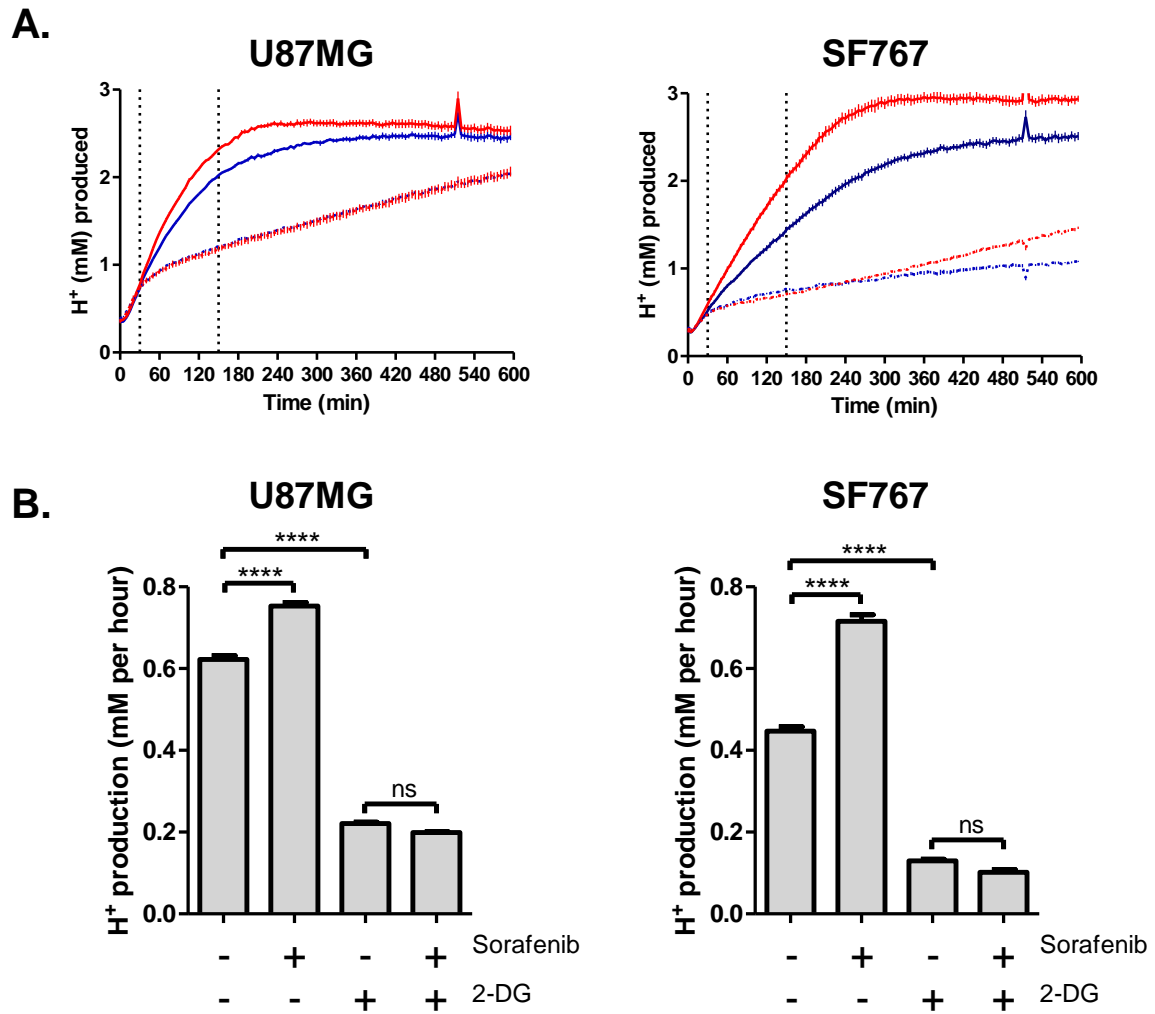 A.
U87MG
SF767
3
2
1
0
H+ (mM) produced
0 60 120 180 240 300 360 420 480 540 600
Time (min)
3
2
1
0
H+ (mM) produced
0 60 120 180 240 300 360 420 480 540 600
Time (min)
B.
U87MG
SF767
****
****
ns
0.8
0.6
0.4
0.2
0.0
H+ production (mM per hour)
- + - + Sorafenib
- - + + 2-DG
****
****
ns
0.8
0.6
0.4
0.2
0.0
H+ production (mM per hour)
- + - + Sorafenib
- - + + 2-DG